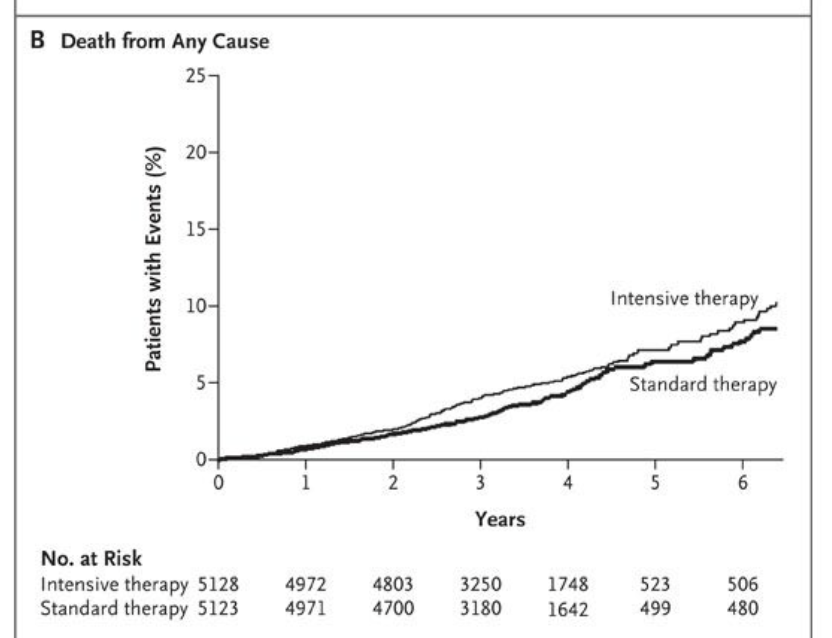 B Death from Any Cause
25
20
15
10
5
0
Patients with Events (%)
Intensive therapy
Standard therapy
0 1 2 3 4 5 6
Years
No. at Risk
Intensive therapy 5128 4972 4803 3250 1748 523 506
Standard therapy 5123 4971 4700 3180 1642 499 480